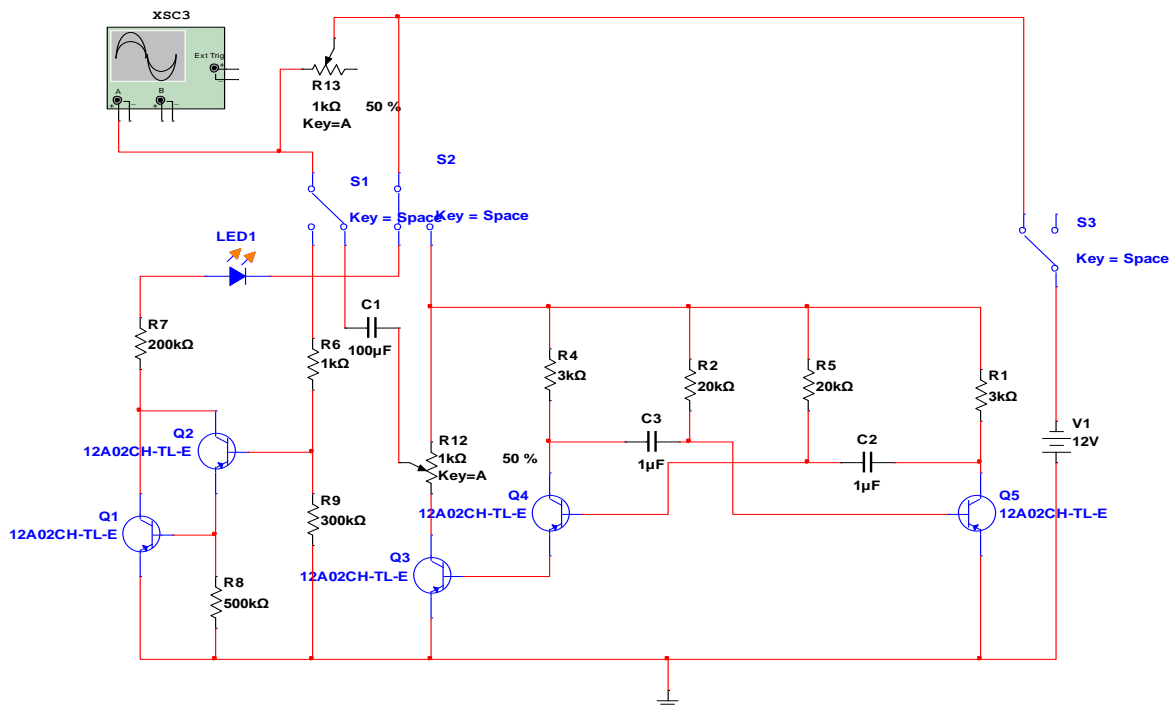 XSC3
Ext Trig
+
–
A
B
+
–
+
–
R13
1kΩ 50 %
Key=A
S1
Key = Space
S2
Key = Space
S3
Key = Space
LED1
C1
100µF
R7
200kΩ
R6
1kΩ
R4
3kΩ
R2
20kΩ
R5
20kΩ
R1
3kΩ
V1
12V
Q2
12A02CH-TL-E
R12
1kΩ 50 %
Key=A
C3
1µF
C2
1µF
Q1
12A02CH-TL-E
R9
300kΩ
Q4
12A02CH-TL-E
Q5
12A02CH-TL-E
Q3
12A02CH-TL-E
R8
500kΩ